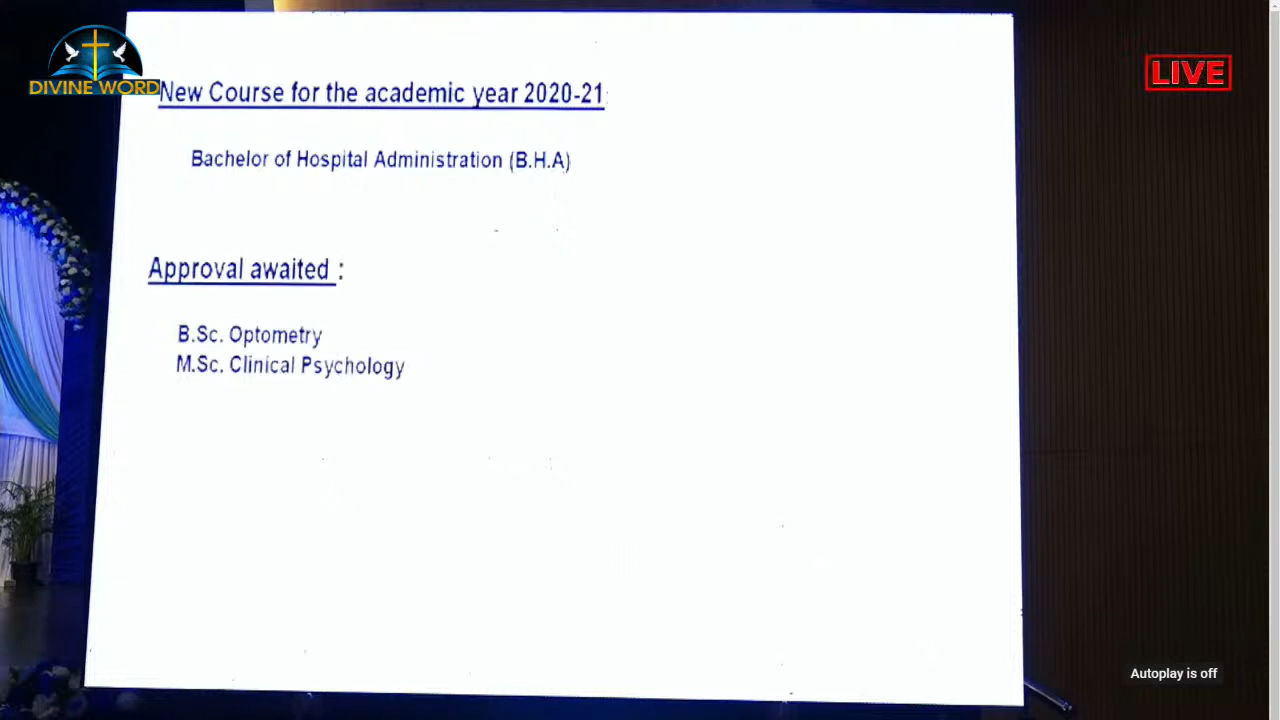 DIVINE WORD
LIVE
New Course for the academic year 2020-21
Bachelor of Hospital Administration (B.H.A)
Approval awaited :
B.Sc. Optometry
M.Sc. Clinical Psychology
Autoplay is off